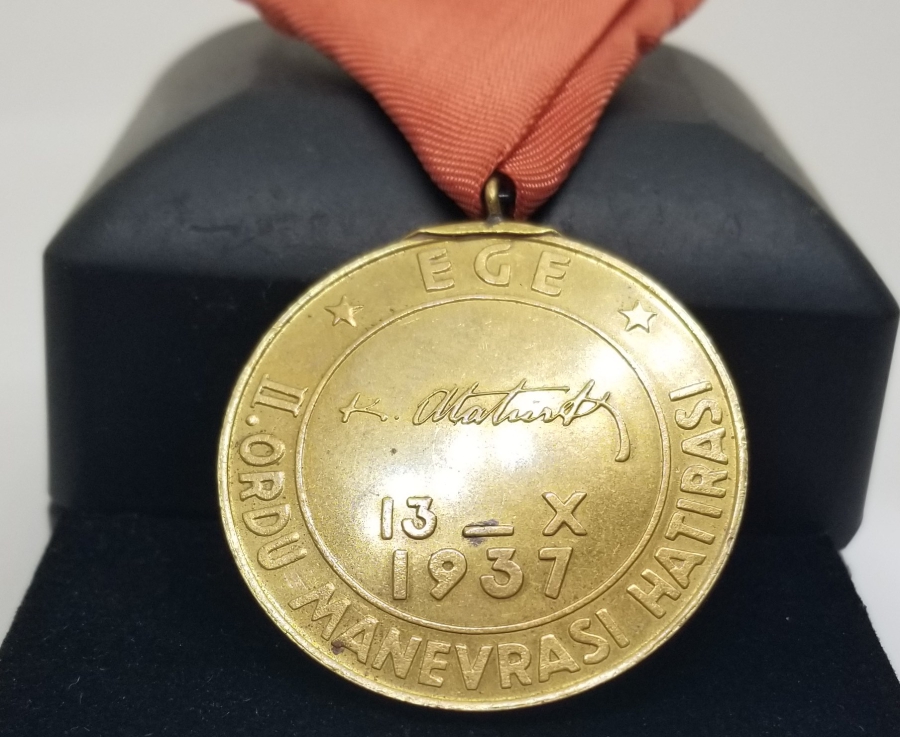 EGE
K. Atatürk
13 _ X
1937
II. ORDU MANEVRASI HATIRASI